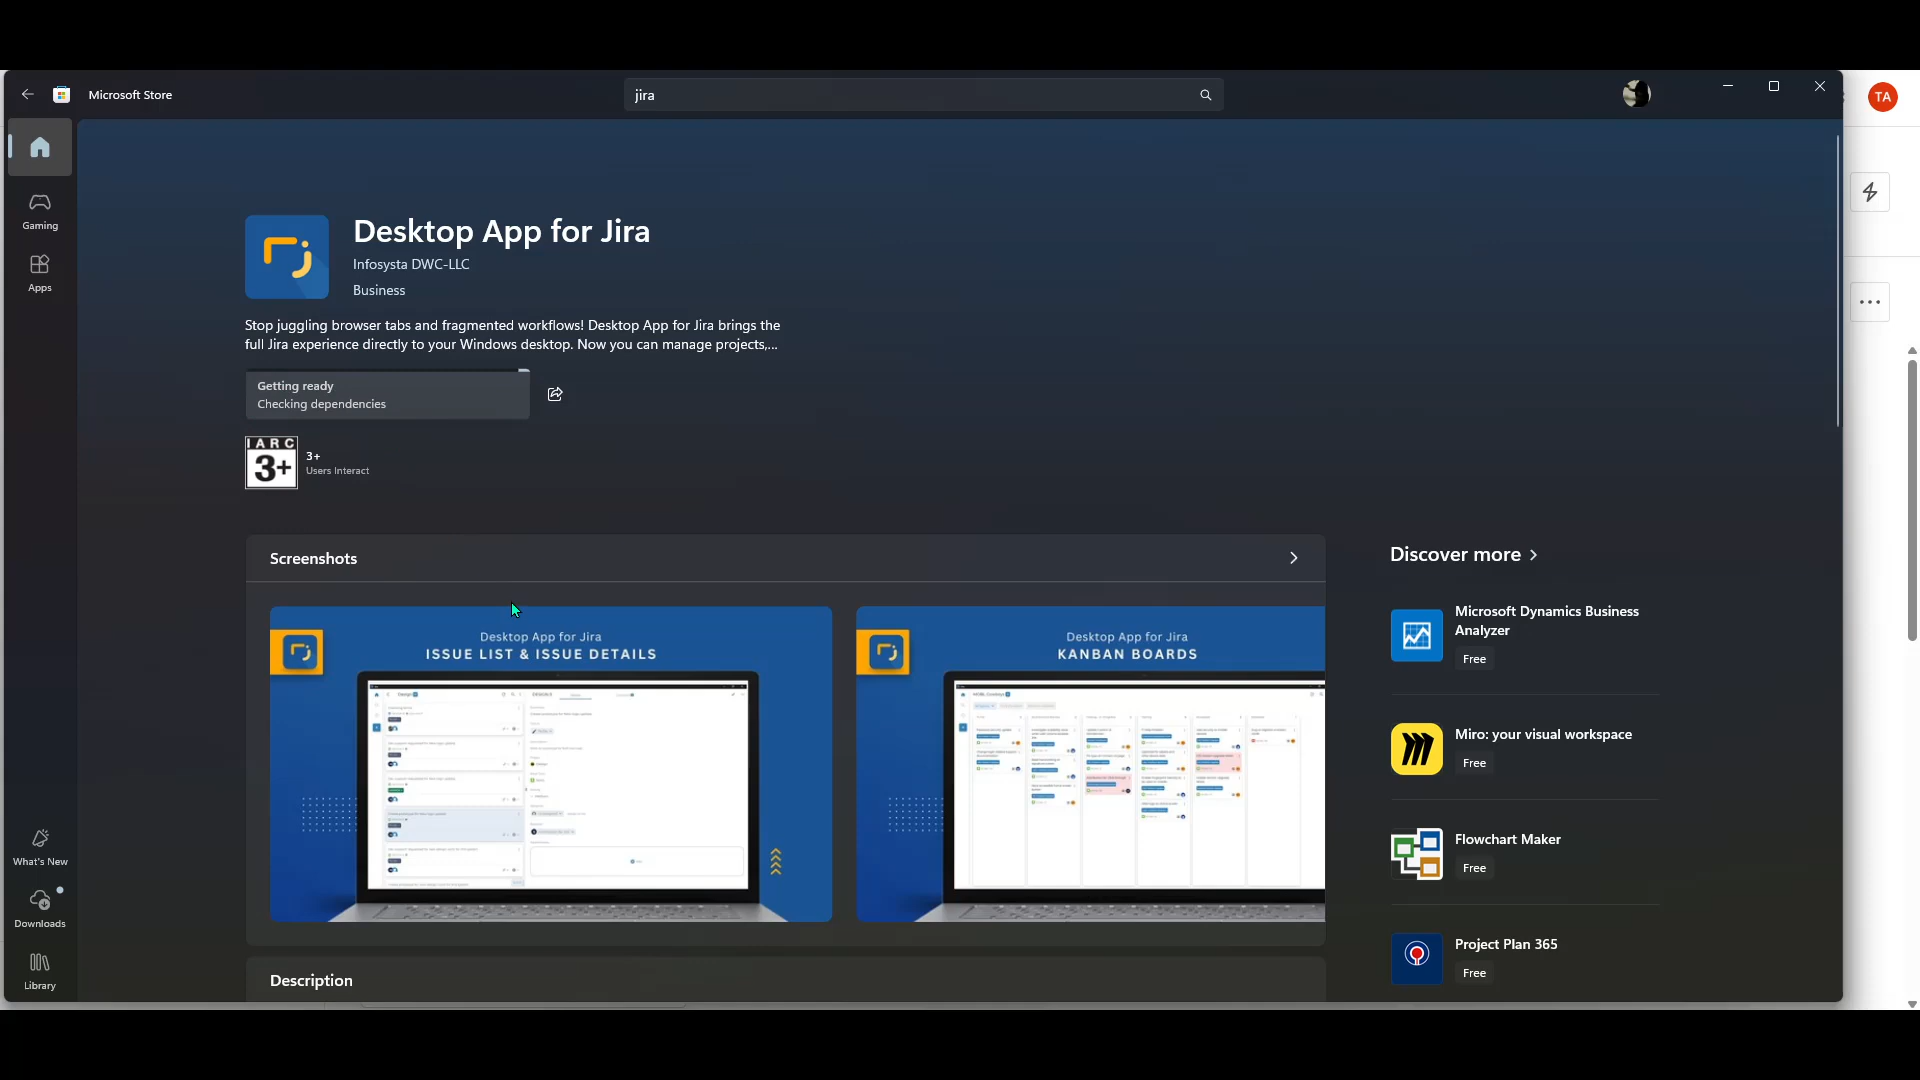 Microsoft Store
jira
TA
Gaming
Apps
What's New
Downloads
Library
Desktop App for Jira
Infosysta DWC-LLC
Business
Stop juggling browser tabs and fragmented workflows! Desktop App for Jira brings the
full Jira experience directly to your Windows desktop. Now you can manage projects,...
Getting ready
Checking dependencies
IARC
3+
3+
Users Interact
Screenshots
Desktop App for Jira
ISSUE LIST & ISSUE DETAILS
Desktop App for Jira
KANBAN BOARDS
Description
Discover more
Microsoft Dynamics Business
Analyzer
Free
Miro: your visual workspace
Free
Flowchart Maker
Free
Project Plan 365
Free